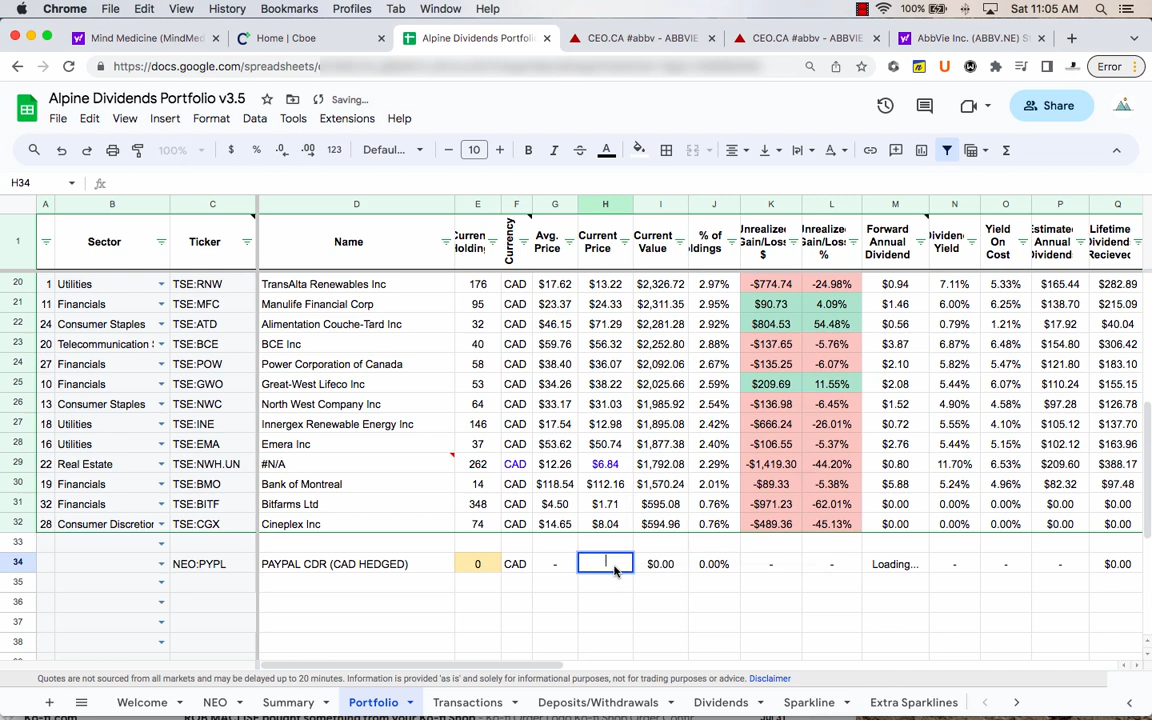 Chrome File Edit View History Bookmarks Profiles Tab Window Help 100% Sat 11:05 AM
Mind Medicine (MindMed Home | Cboe Alpine Dividends Portfolio CEO.CA #abbv - ABBVIE CEO.CA #abbv - ABBVIE AbbVie Inc. (ABBV.NE) S
https://docs.google.com/spreadsheets/ Error
Alpine Dividends Portfolio v3.5 Saving... Share
File Edit View Insert Format Data Tools Extensions Help
100% $ % .0 .00 123 Defaul... 10 B I A
H34 fx
A B C D E F G H I J K L M N O P Q
1 Sector Ticker Name Curren Holding Currency Avg. Price Current Price Current Value % of oldings Unrealize Gain/Loss $ Unrealize Gain/Loss % Forward Annual Dividend Dividen Yield Yield On Cost Estimated Annual Dividend Lifetime Dividend Recieved
20 1 Utilities TSE:RNW TransAlta Renewables Inc 176 CAD $17.62 $13.22 $2,326.72 2.97% -$774.74 -24.98% $0.94 7.11% 5.33% $165.44 $282.89
21 11 Financials TSE:MFC Manulife Financial Corp 95 CAD $23.37 $24.33 $2,311.35 2.95% $90.73 4.09% $1.46 6.00% 6.25% $138.70 $215.09
22 24 Consumer Staples TSE:ATD Alimentation Couche-Tard Inc 32 CAD $46.15 $71.29 $2,281.28 2.92% $804.53 54.48% $0.56 0.79% 1.21% $17.92 $40.04
23 20 Telecommunication TSE:BCE BCE Inc 40 CAD $59.76 $56.32 $2,252.80 2.88% -$137.65 -5.76% $3.87 6.87% 6.48% $154.80 $306.42
24 27 Financials TSE:POW Power Corporation of Canada 58 CAD $38.40 $36.07 $2,092.06 2.67% -$135.25 -6.07% $2.10 5.82% 5.47% $121.80 $183.10
25 10 Financials TSE:GWO Great-West Lifeco Inc 53 CAD $34.26 $38.22 $2,025.66 2.59% $209.69 11.55% $2.08 5.44% 6.07% $110.24 $155.15
26 13 Consumer Staples TSE:NWC North West Company Inc 64 CAD $33.17 $31.03 $1,985.92 2.54% -$136.98 -6.45% $1.52 4.90% 4.58% $97.28 $126.78
27 18 Utilities TSE:INE Innergex Renewable Energy Inc 146 CAD $17.54 $12.98 $1,895.08 2.42% -$666.24 -26.01% $0.72 5.55% 4.10% $105.12 $137.70
28 16 Utilities TSE:EMA Emera Inc 37 CAD $53.62 $50.74 $1,877.38 2.40% -$106.55 -5.37% $2.76 5.44% 5.15% $102.12 $163.96
29 22 Real Estate TSE:NWH.UN #N/A 262 CAD $12.26 $6.84 $1,792.08 2.29% -$1,419.30 -44.20% $0.80 11.70% 6.53% $209.60 $388.17
30 19 Financials TSE:BMO Bank of Montreal 14 CAD $118.54 $112.16 $1,570.24 2.01% -$89.33 -5.38% $5.88 5.24% 4.96% $82.32 $97.48
31 32 Financials TSE:BITF Bitfarms Ltd 348 CAD $4.50 $1.71 $595.08 0.76% -$971.23 -62.01% $0.00 0.00% 0.00% $0.00 $0.00
32 28 Consumer Discretion TSE:CGX Cineplex Inc 74 CAD $14.65 $8.04 $594.96 0.76% -$489.36 -45.13% $0.00 0.00% 0.00% $0.00 $0.00
33
34 NEO:PYPL PAYPAL CDR (CAD HEDGED) 0 CAD - $0.00 0.00% - - Loading... - - - $0.00
35
36
37
38
Quotes are not sourced from all markets and may be delayed up to 20 minutes. Information is provided 'as is' and solely for informational purposes, not for trading purposes or advice. Disclaimer
Welcome NEO Summary Portfolio Transactions Deposits/Withdrawals Dividends Sparkline Extra Sparklines